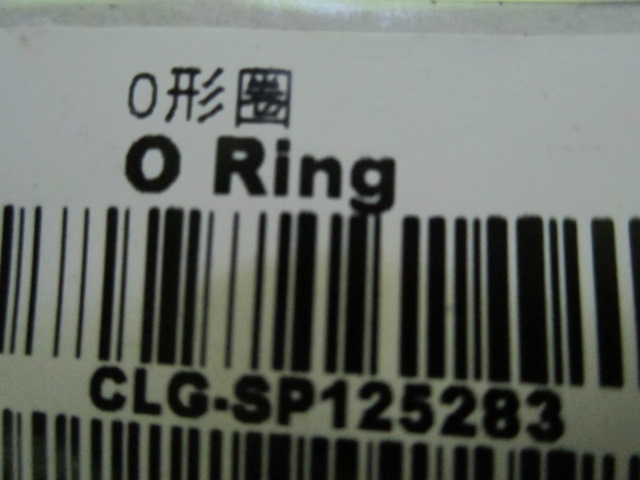 O形圈
O Ring
CLG-SP125283